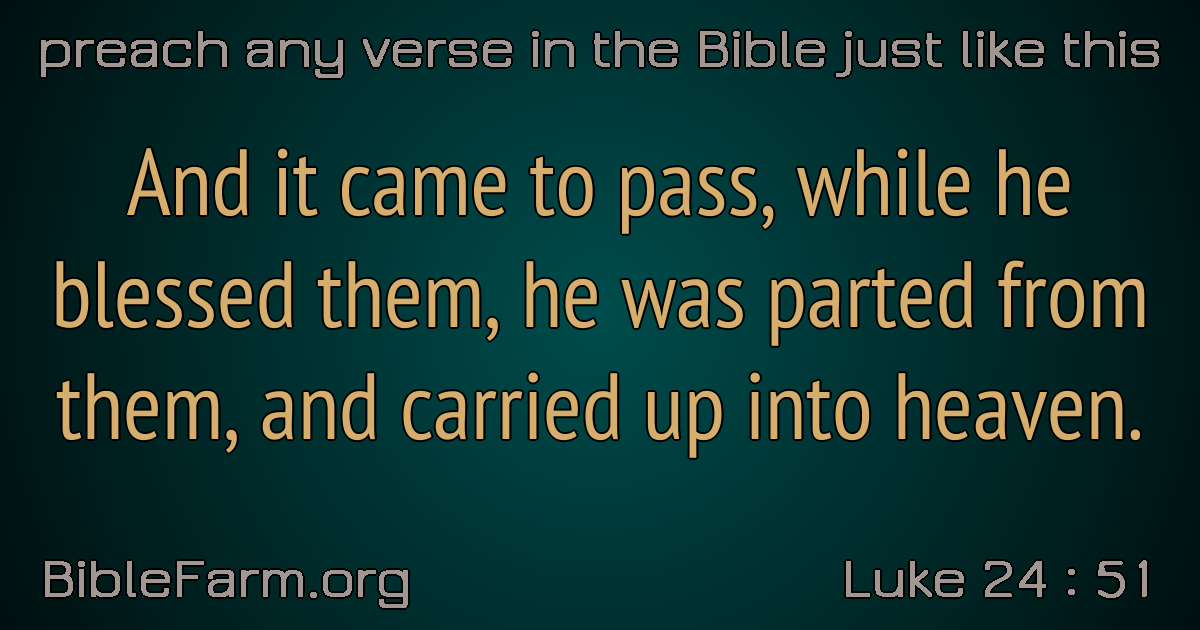 preach any verse in the Bible just like this
And it came to pass, while he
blessed them, he was parted from
them, and carried up into heaven.
BibleFarm.org
Luke 24 : 51